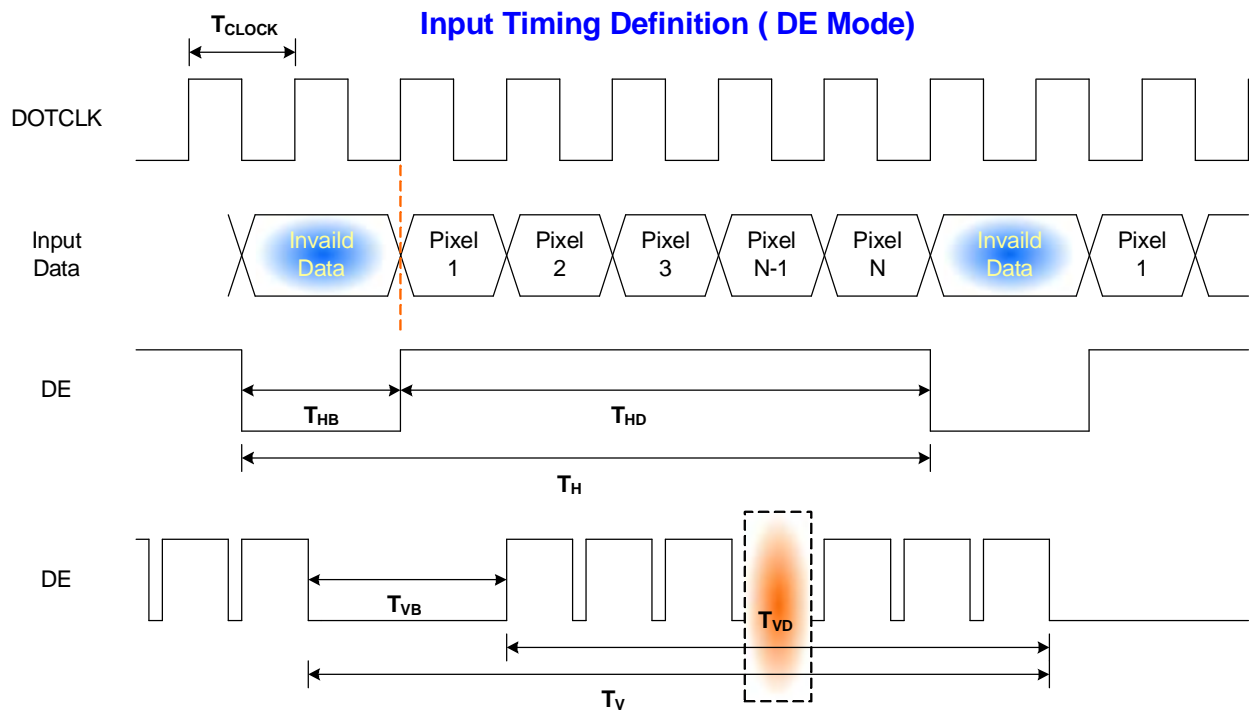 Input Timing Definition ( DE Mode)
TCLOCK
DOTCLK
Input
Data
Invaild
Data
Pixel
1
Pixel
2
Pixel
3
Pixel
N-1
Pixel
N
Invaild
Data
Pixel
1
DE
THB
THD
TH
DE
TVB
TVD
TV